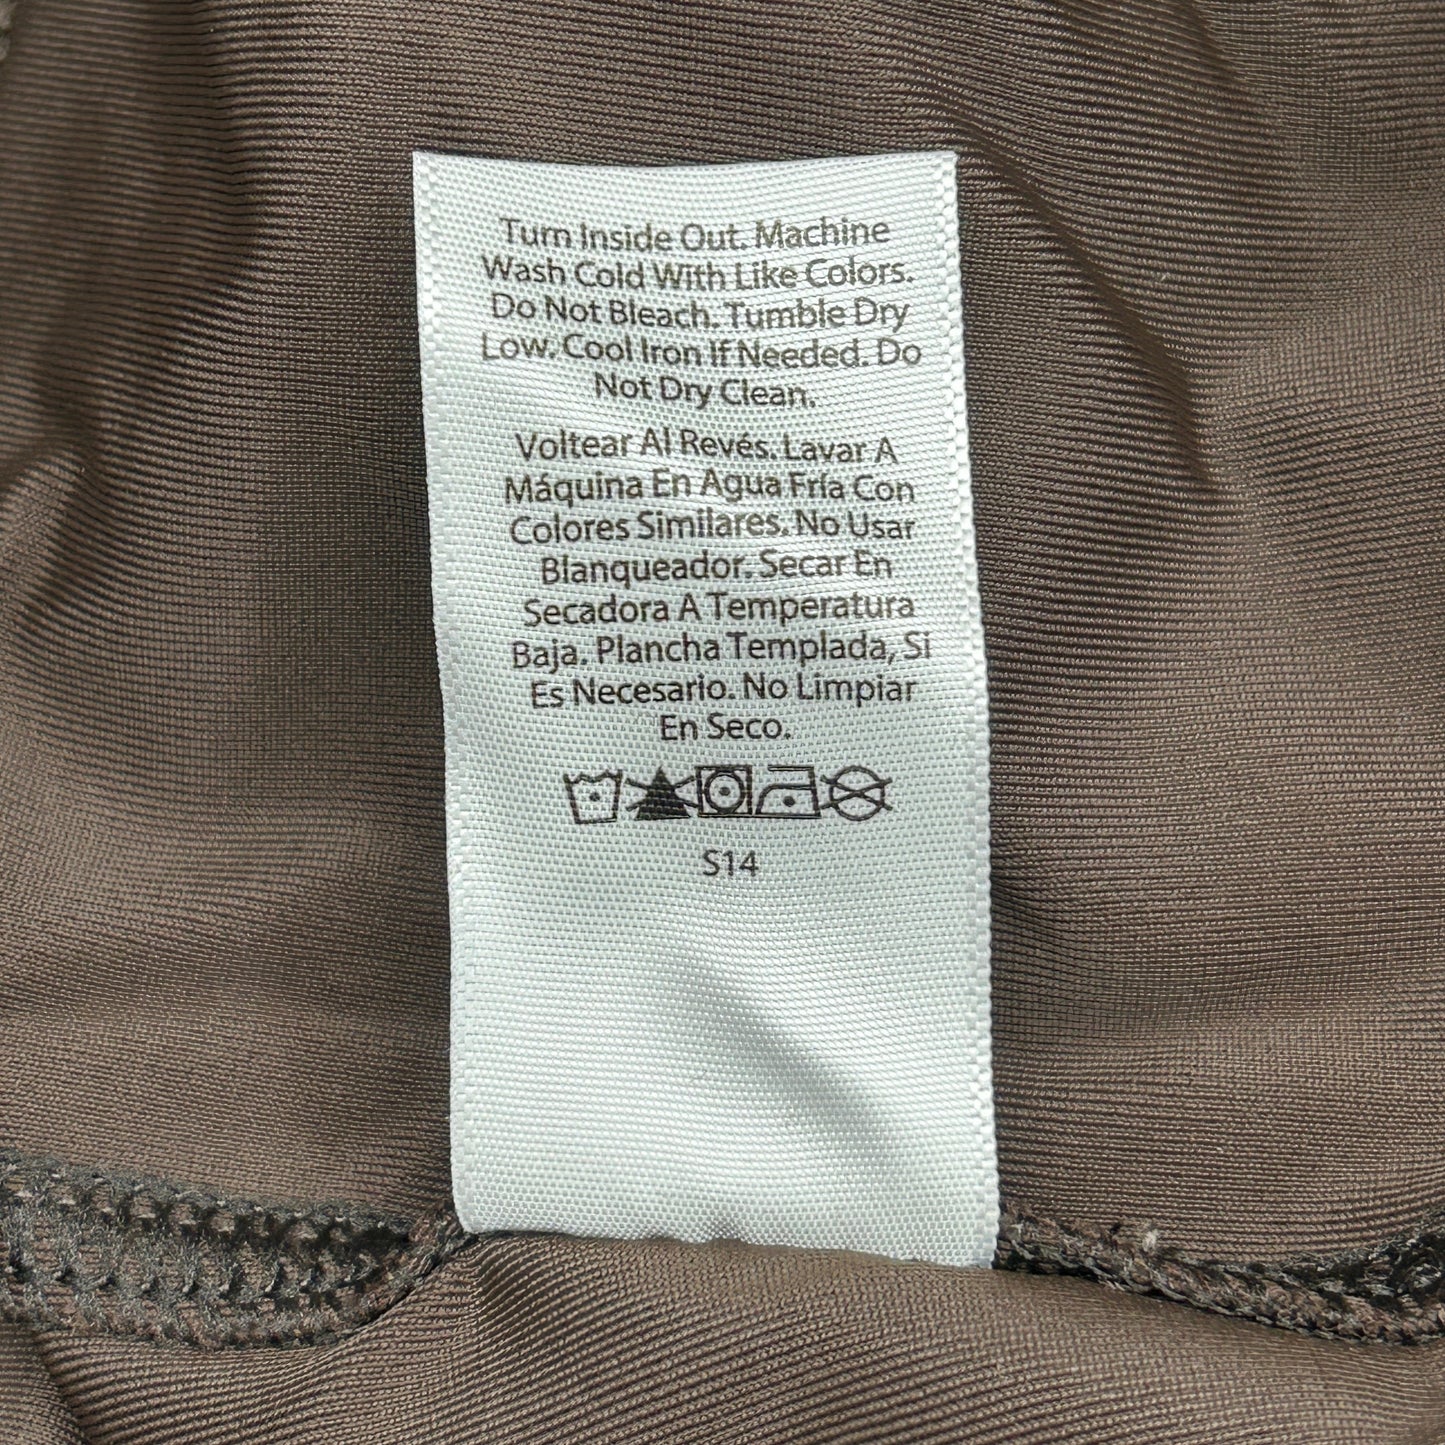 Turn Inside Out. Machine
Wash Cold With Like Colors.
Do Not Bleach. Tumble Dry
Low. Cool Iron If Needed. Do
Not Dry Clean.
Voltear Al Revés. Lavar A
Máquina En Agua Fría Con
Colores Similares. No Usar
Blanqueador. Secar En
Secadora A Temperatura
Baja. Plancha Templada, Si
Es Necesario. No Limpiar
En Seco.
S14